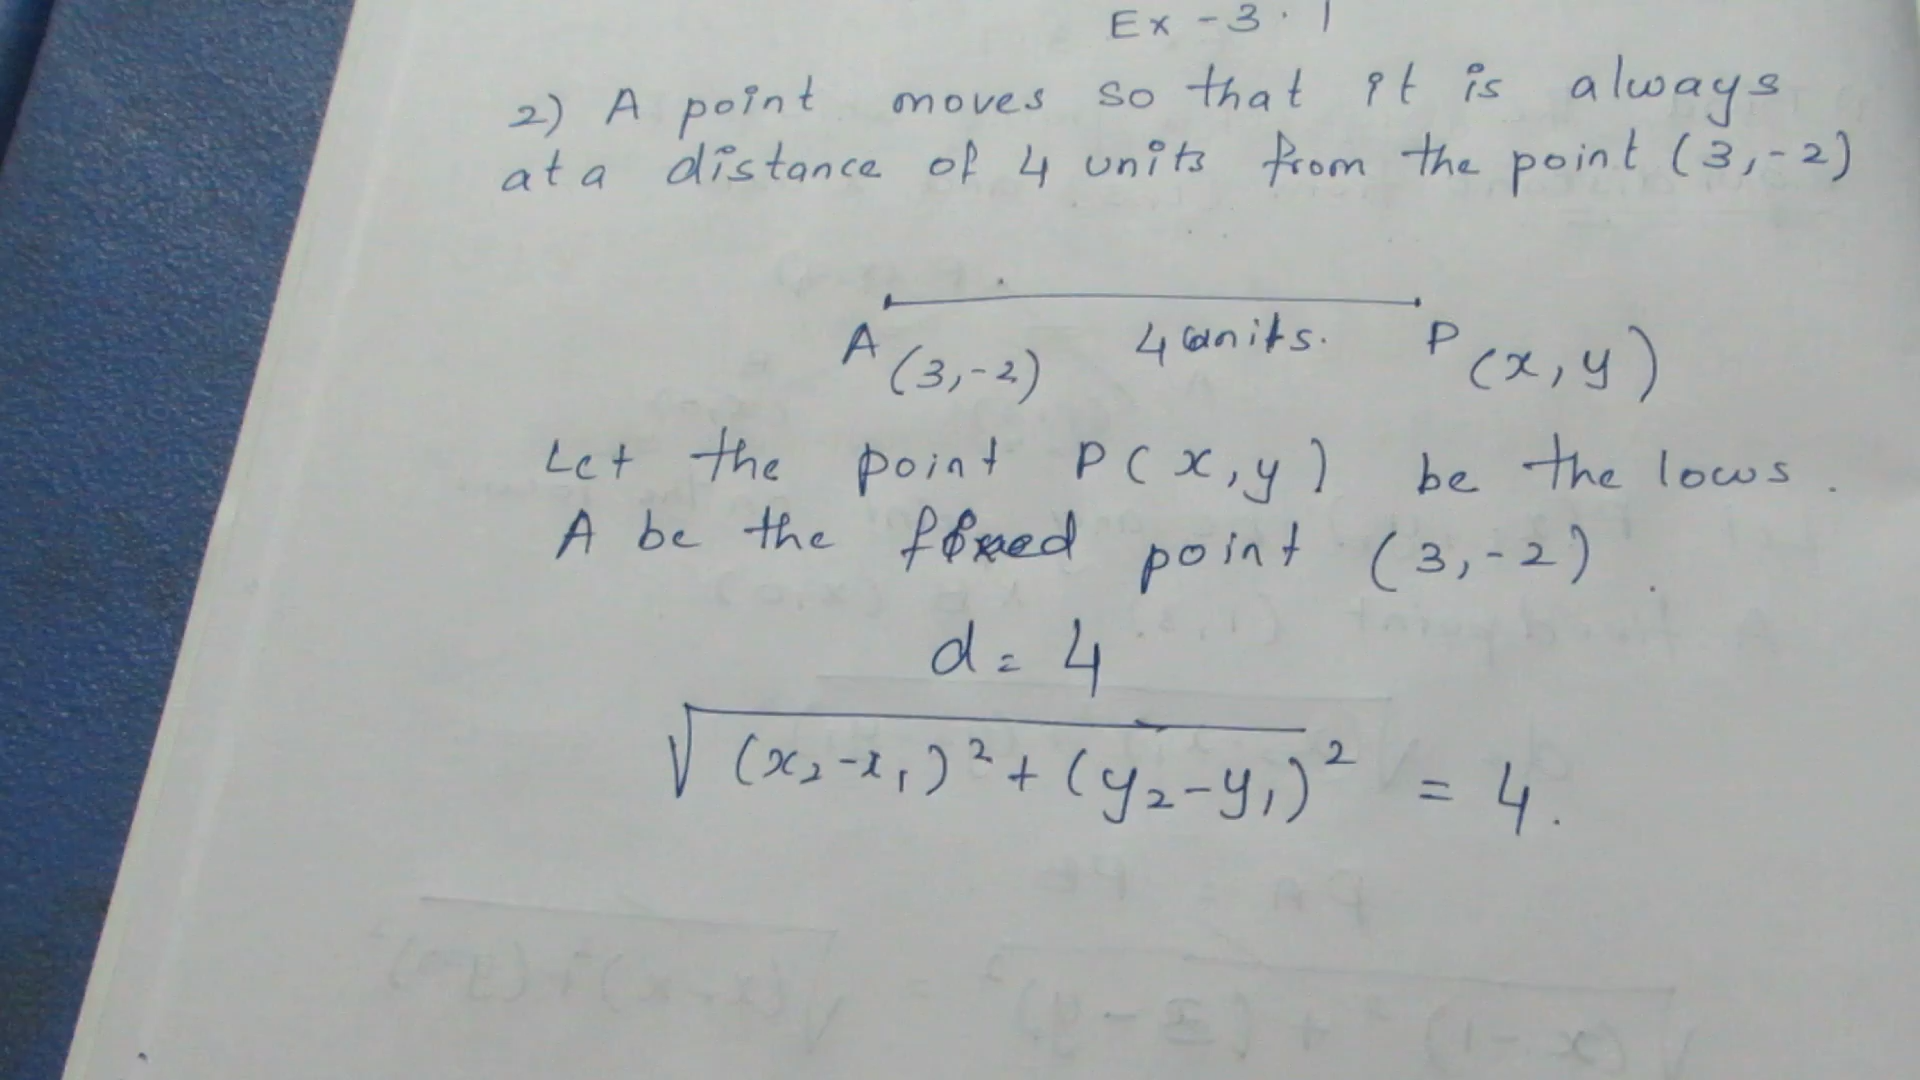 Ex - 3.1
2) A point moves so that it is always
at a distance of 4 units from the point (3,-2)
A (3,-2) 4 units. P (x, y)
Let the point P(x,y) be the locus.
A be the fixed point (3,-2).
d = 4
√(x₂-x₁)²+(y₂-y₁)² = 4.